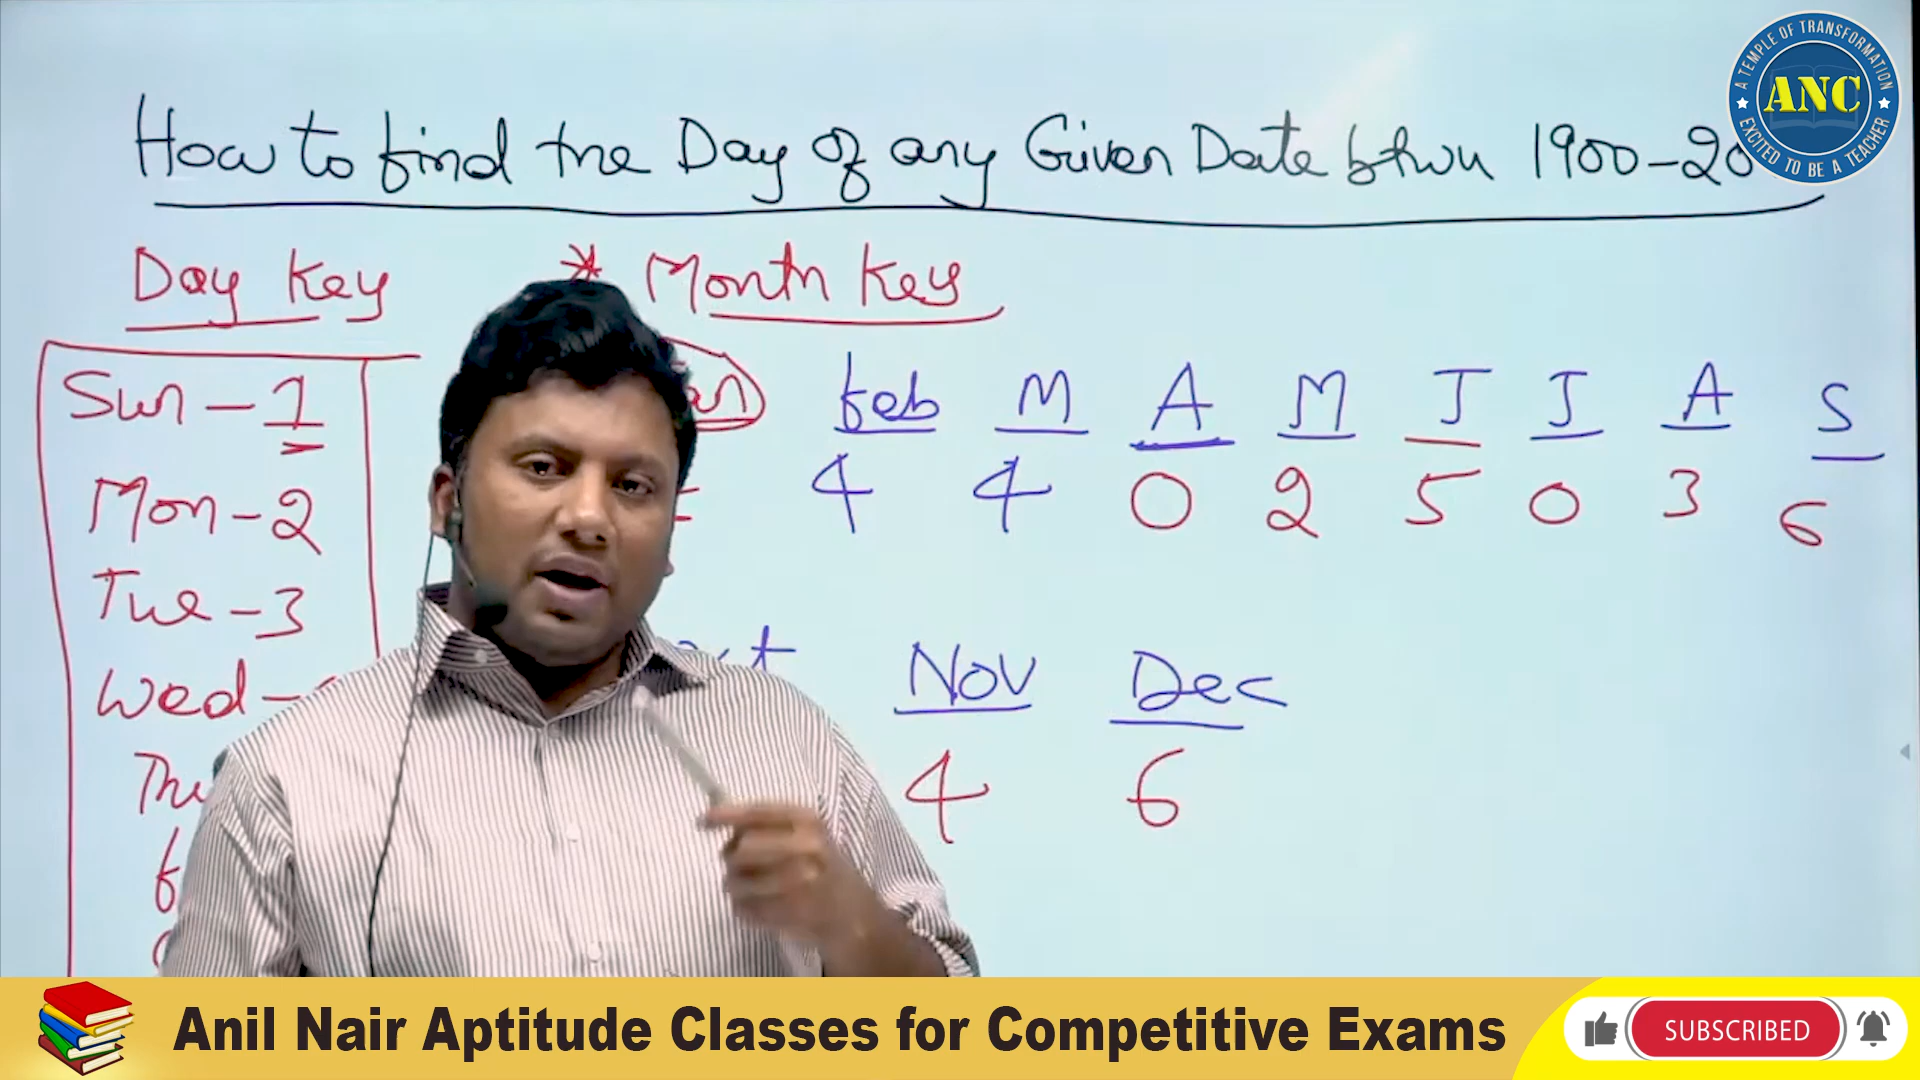 How to find the Day of any Given Date btwn 1900-20
A TEMPLE OF TRANSFORMATION
ANC
EXCITED TO BE A TEACHER
Day Key * Month Key
Sun - 1
Mon - 2
Tue - 3
Wed -
Feb M A M J J A S
4 4 0 2 5 0 3 6
Nov Dec
4 6
Anil Nair Aptitude Classes for Competitive Exams
SUBSCRIBED